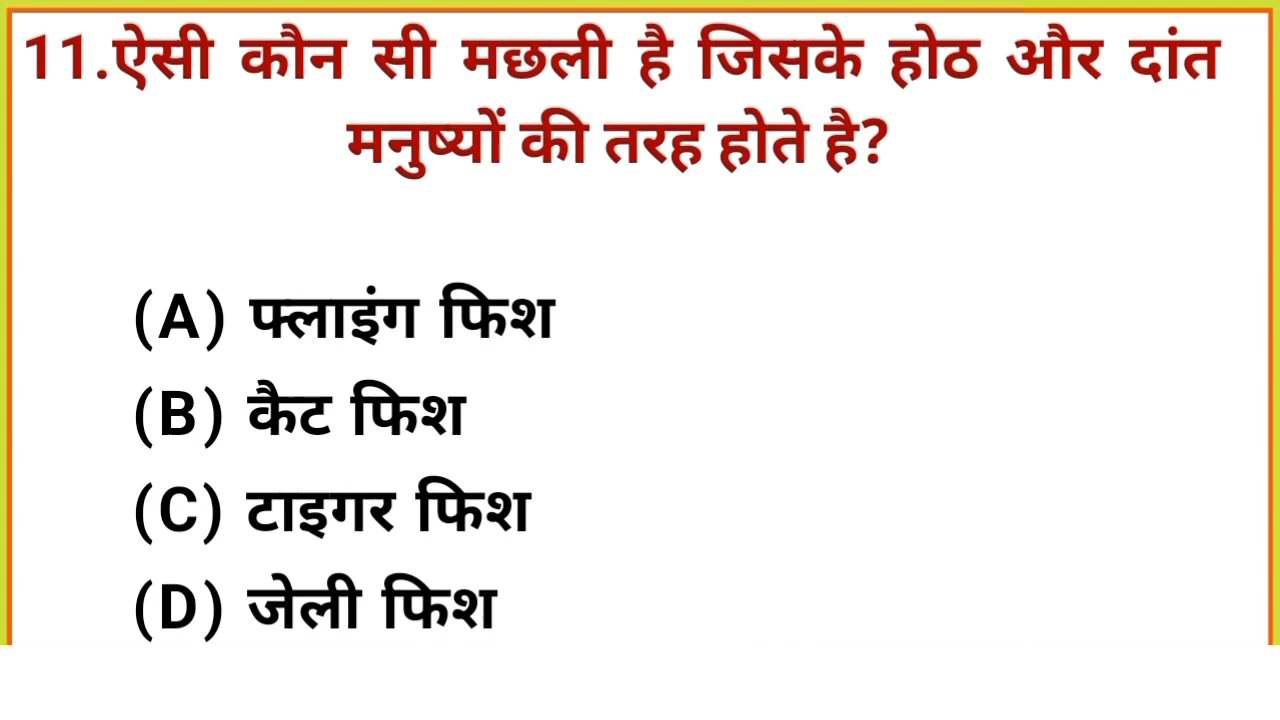 11.ऐसी कौन सी मछली है जिसके होठ और दांत
मनुष्यों की तरह होते है?
(A) फ्लाइंग फिश
(B) कैट फिश
(C) टाइगर फिश
(D) जेली फिश